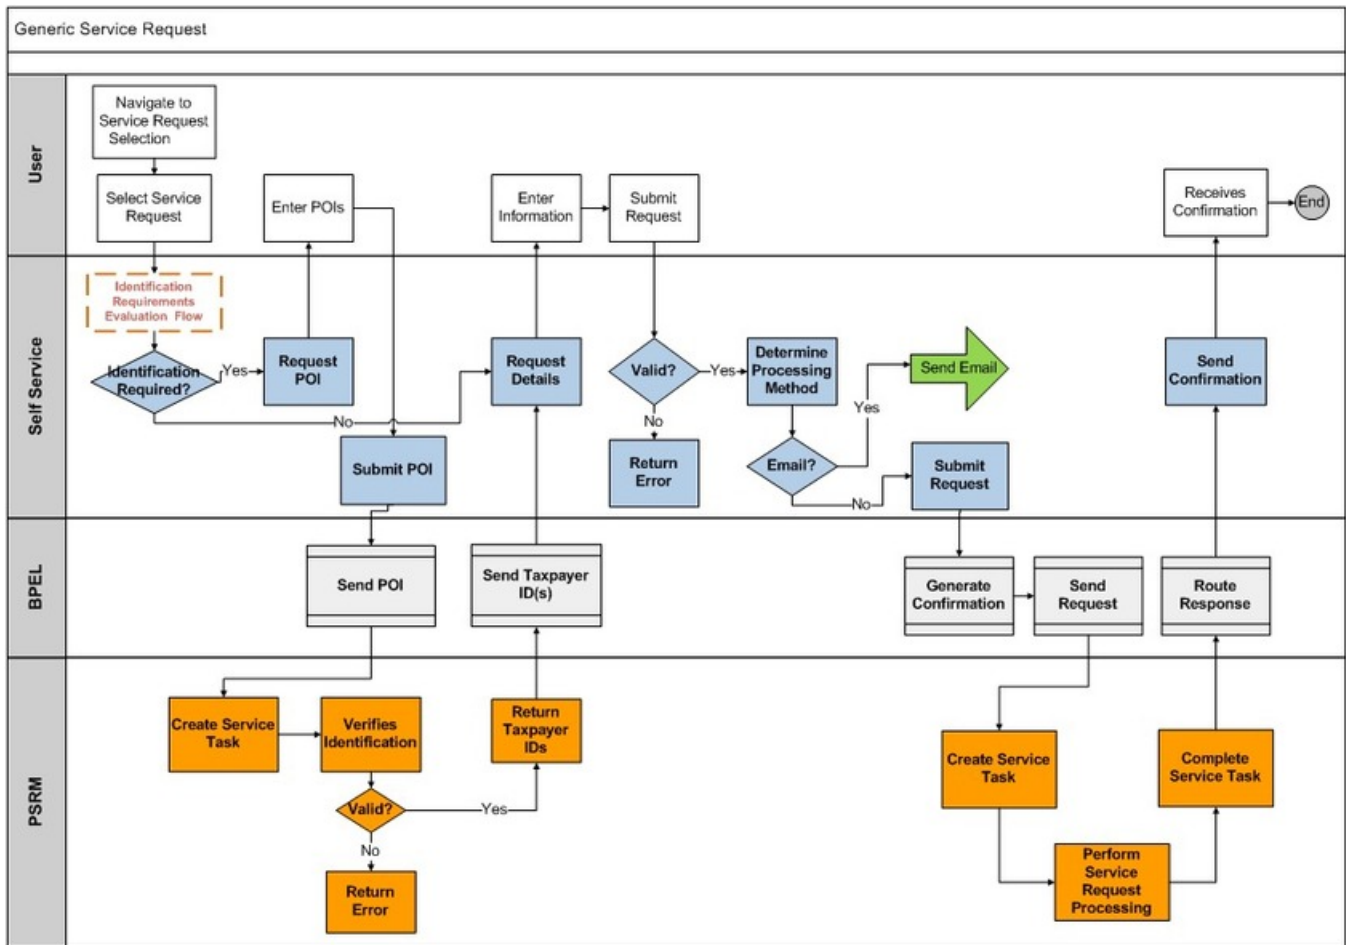 Generic Service Request
User
Navigate to
Service Request
Selection
Select Service
Request
Enter POIs
Enter
Information
Submit
Request
Receives
Confirmation
End
Self Service
Identification
Requirements
Evaluation Flow
Identification
Required?
Yes
Request
POI
No
Submit POI
Request
Details
Valid?
Yes
No
Return
Error
Determine
Processing
Method
Email?
Yes
Send Email
No
Submit
Request
Send
Confirmation
BPEL
Send POI
Send Taxpayer
ID(s)
Generate
Confirmation
Send
Request
Route
Response
PSRM
Create Service
Task
Verifies
Identification
Valid?
Yes
No
Return
Error
Return
Taxpayer
IDs
Create Service
Task
Perform
Service
Request
Processing
Complete
Service Task